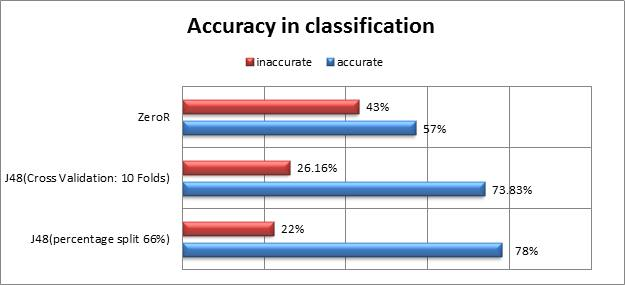 Accuracy in classification
inaccurate accurate
ZeroR
43%
57%
J48(Cross Validation: 10 Folds)
26.16%
73.83%
J48(percentage split 66%)
22%
78%